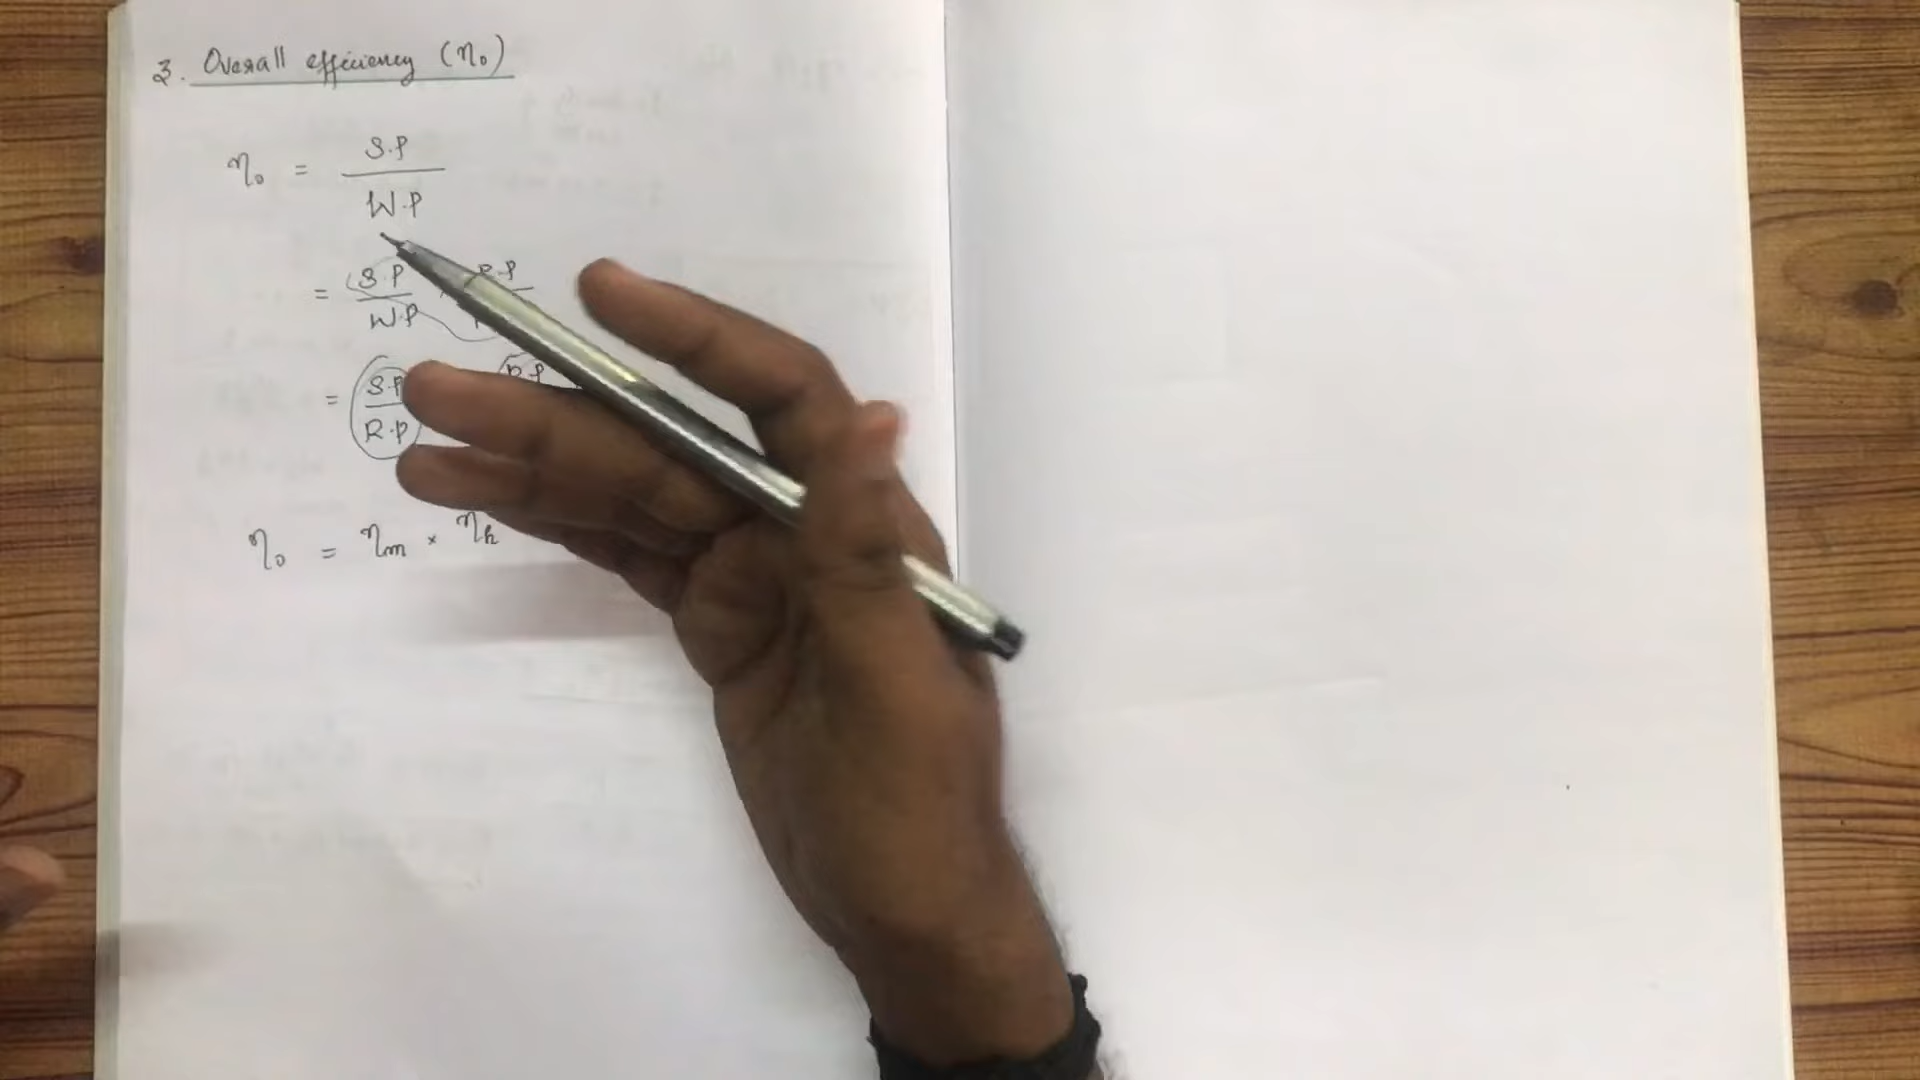 3. Overall efficiency (η₀)
η₀ = S.P
W.P
= S.P R.P
W.P
= S.P R.P
R.P
η₀ = ηm × ηh